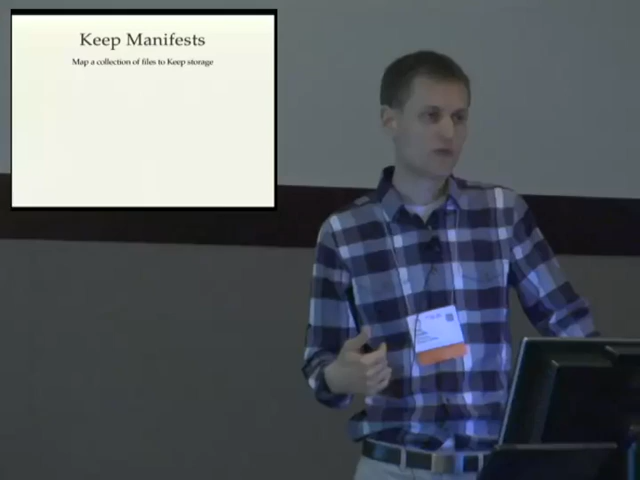 Keep Manifests
Map a collection of files to Keep storage